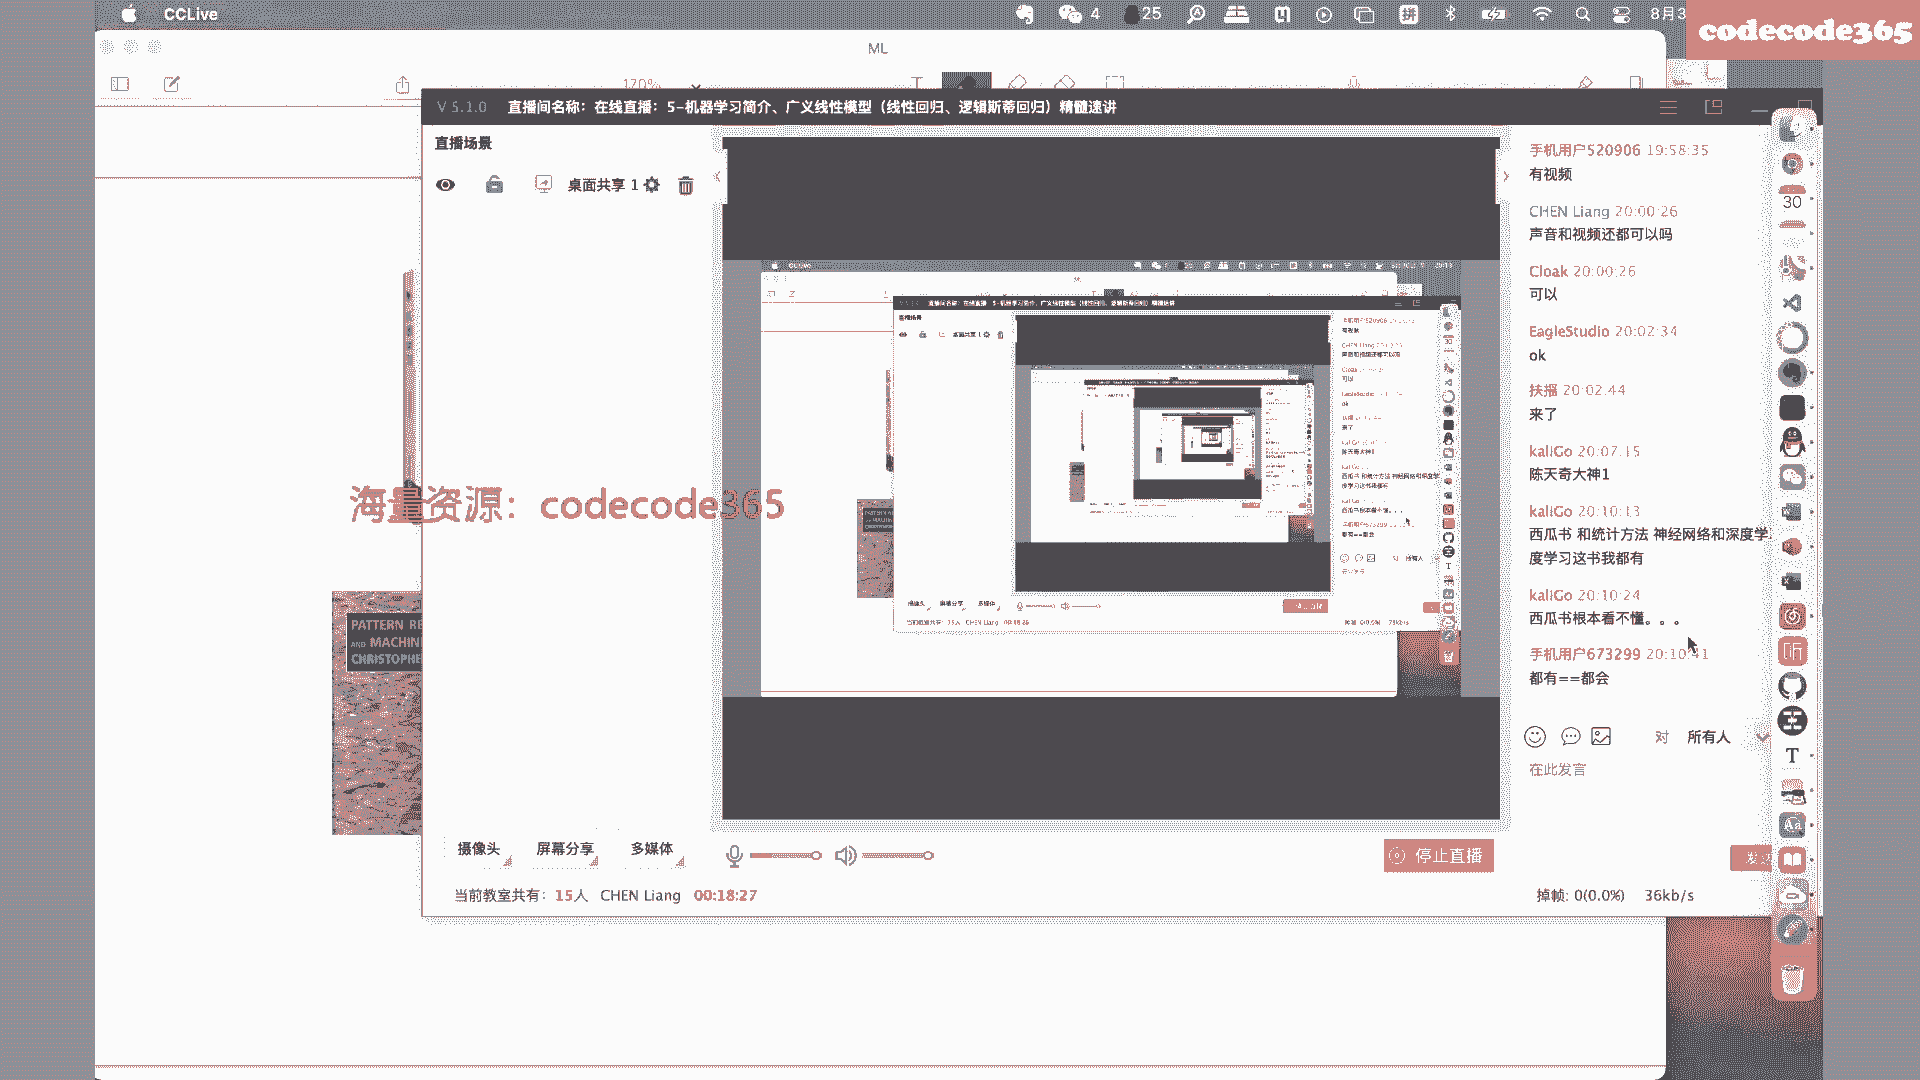 CCLive
4
25
8月3
codecode365
ML
170%
V 5.1.0
直播间名称：在线直播：5-机器学习简介、广义线性模型（线性回归、逻辑斯蒂回归）精髓速讲
直播场景
桌面共享 1
手机用户520906 19:58:35
有视频
CHEN Liang 20:00:26
声音和视频还都可以吗
Cloak 20:00:26
可以
EagleStudio 20:02:34
ok
扶摇 20:02:44
来了
kaliGo 20:07:15
陈天奇大神1
kaliGo 20:10:13
西瓜书 和统计方法 神经网络和深度学
度学习这书我都有
kaliGo 20:10:24
西瓜书根本看不懂。。。
手机用户673299 20:10:41
都有==都会
对 所有人
在此发言
30
海量资源：codecode365
PATTERN RE
AND MACHIN
CHRISTOPHE
摄像头
屏幕分享
多媒体
停止直播
当前教室共有：15人 CHEN Liang 00:18:27
掉帧: 0(0.0%) 36kb/s